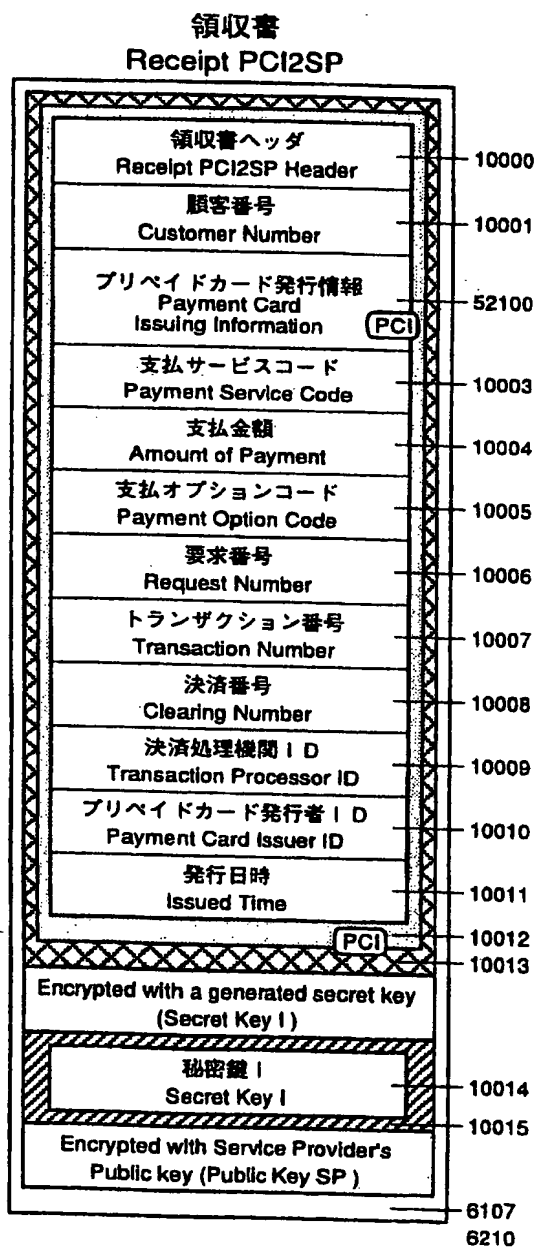 領収書
Receipt PCI2SP
領収書ヘッダ
Receipt PCI2SP Header
10000
顧客番号
Customer Number
10001
プリペイドカード発行情報
Payment Card
Issuing Information
PCI
52100
支払サービスコード
Payment Service Code
10003
支払金額
Amount of Payment
10004
支払オプションコード
Payment Option Code
10005
要求番号
Request Number
10006
トランザクション番号
Transaction Number
10007
決済番号
Clearing Number
10008
決済処理機関ID
Transaction Processor ID
10009
プリペイドカード発行者ID
Payment Card Issuer ID
10010
発行日時
Issued Time
10011
PCI
10012
10013
Encrypted with a generated secret key
(Secret Key I)
秘密鍵I
Secret Key I
10014
10015
Encrypted with Service Provider's
Public key (Public Key SP)
6107
6210